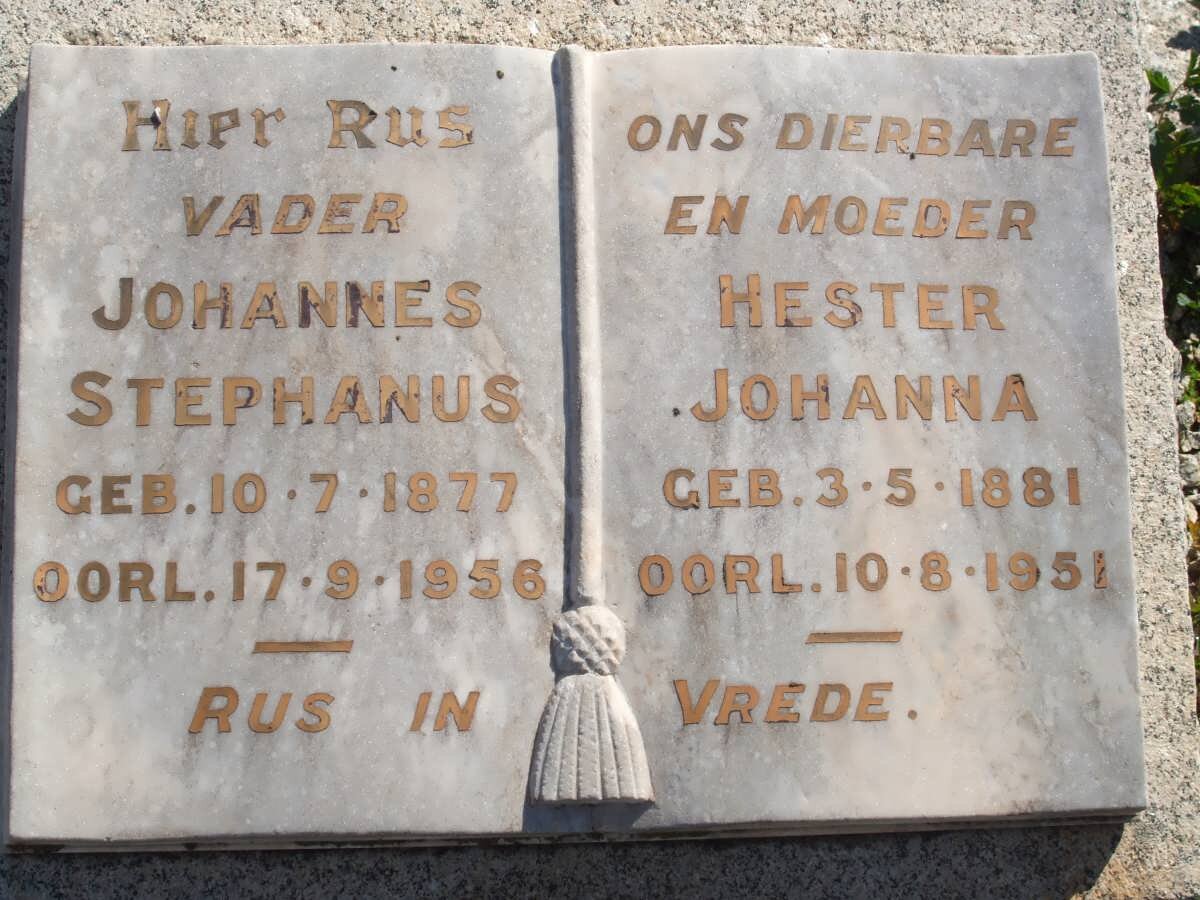 Hier Rus ONS DIERBARE
VADER EN MOEDER
JOHANNES
STEPHANUS
GEB. 10·7·1877
OORL. 17·9·1956
HESTER
JOHANNA
GEB. 3·5·1881
OORL. 10·8·1951
RUS IN VREDE.